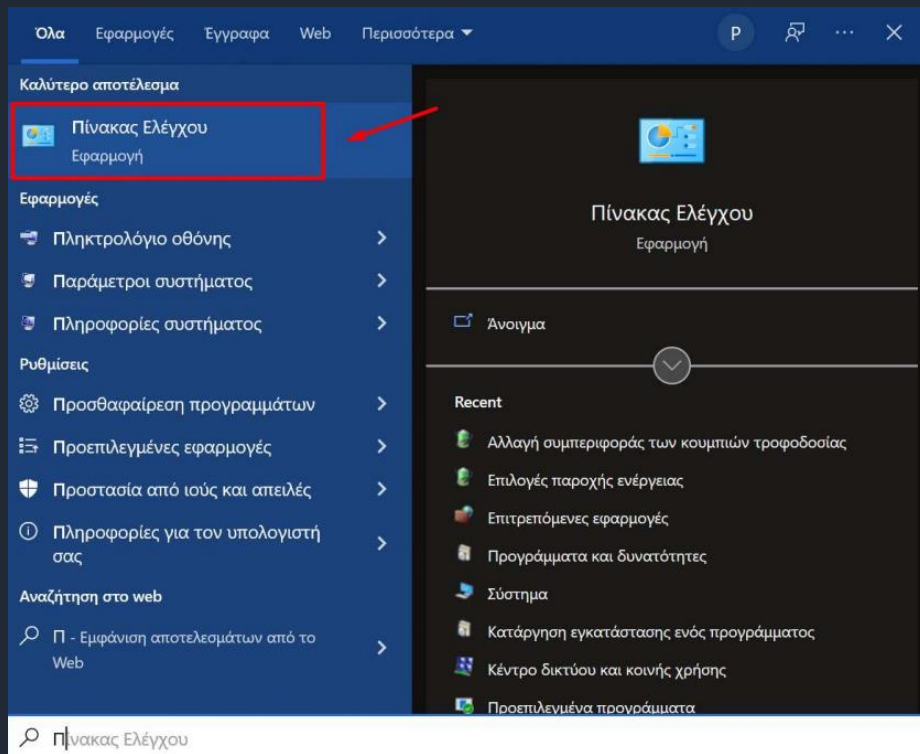 Όλα Εφαρμογές Έγγραφα Web Περισσότερα P
Καλύτερο αποτέλεσμα
Πίνακας Ελέγχου
Εφαρμογή
Εφαρμογές
Πληκτρολόγιο οθόνης
Παράμετροι συστήματος
Πληροφορίες συστήματος
Ρυθμίσεις
Προσθαφαίρεση προγραμμάτων
Προεπιλεγμένες εφαρμογές
Προστασία από ιούς και απειλές
Πληροφορίες για τον υπολογιστή
σας
Αναζήτηση στο web
Π - Εμφάνιση αποτελεσμάτων από το
Web
Πίνακας Ελέγχου
Εφαρμογή
Άνοιγμα
Recent
Αλλαγή συμπεριφοράς των κουμπιών τροφοδοσίας
Επιλογές παροχής ενέργειας
Επιτρεπόμενες εφαρμογές
Προγράμματα και δυνατότητες
Σύστημα
Κατάργηση εγκατάστασης ενός προγράμματος
Κέντρο δικτύου και κοινής χρήσης
Προεπιλεγμένα προγράμματα
Πίνακας Ελέγχου